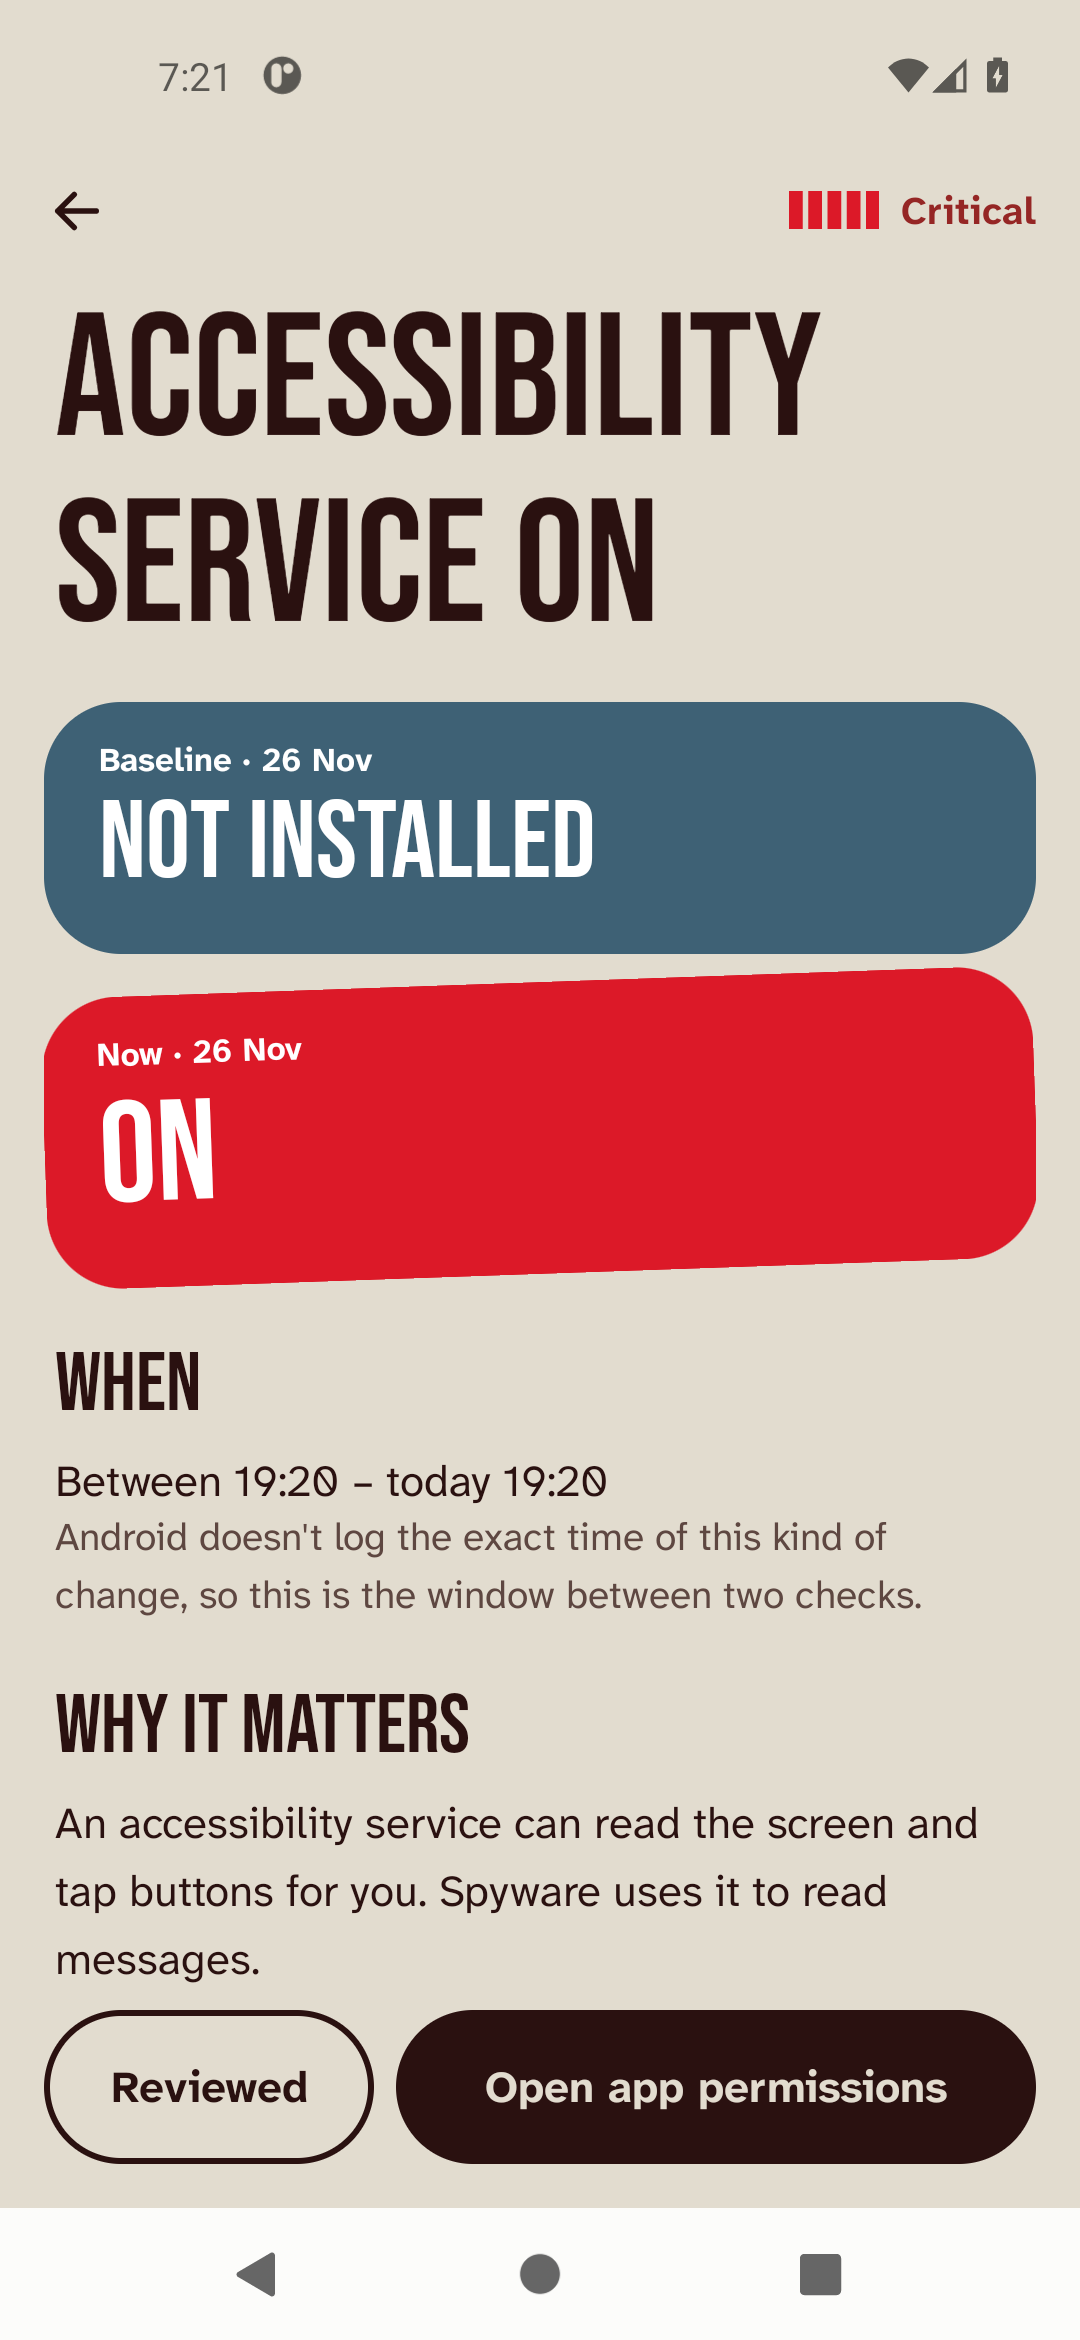 7:21
Critical
ACCESSIBILITY
SERVICE ON
Baseline · 26 Nov
NOT INSTALLED
Now · 26 Nov
ON
WHEN
Between 19:20 – today 19:20
Android doesn't log the exact time of this kind of
change, so this is the window between two checks.
WHY IT MATTERS
An accessibility service can read the screen and
tap buttons for you. Spyware uses it to read
messages.
Reviewed
Open app permissions